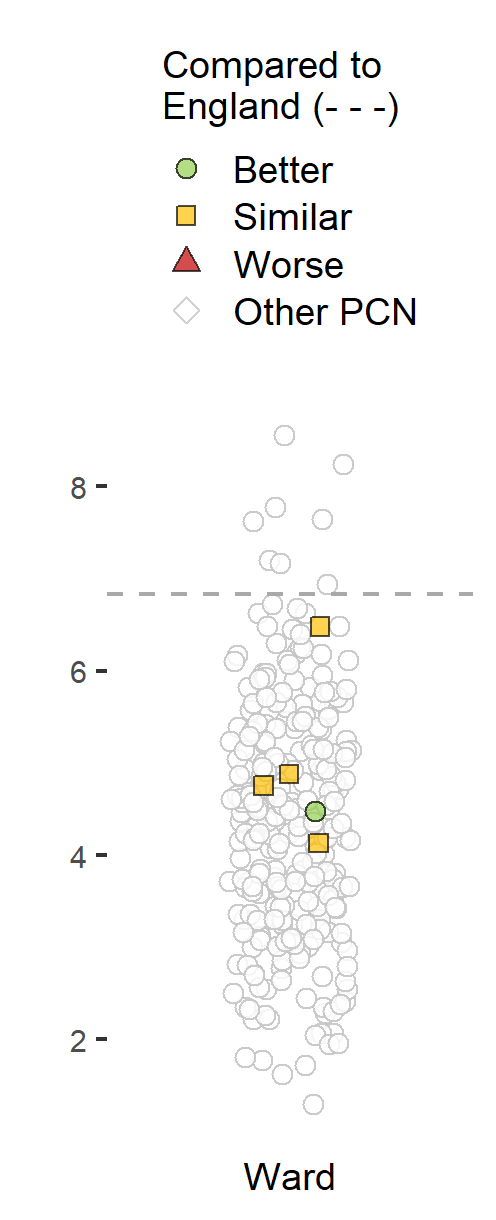 Compared to
England (- - -)
Better
Similar
Worse
Other PCN
8
6
4
2
Ward